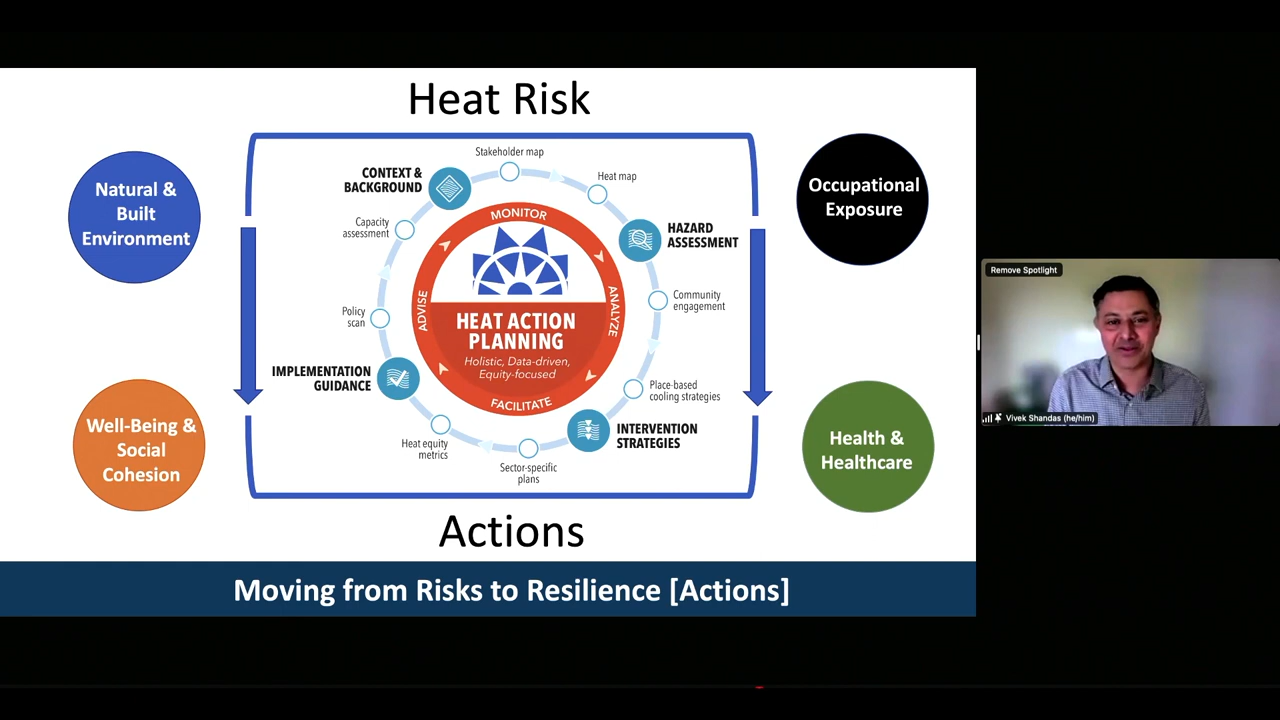 Heat Risk
Natural &
Built
Environment
Occupational
Exposure
Well-Being &
Social
Cohesion
Health &
Healthcare
Stakeholder map
Heat map
CONTEXT &
BACKGROUND
HAZARD
ASSESSMENT
Capacity
assessment
Community
engagement
Policy
scan
Place-based
cooling strategies
IMPLEMENTATION
GUIDANCE
INTERVENTION
STRATEGIES
Heat equity
metrics
Sector-specific
plans
MONITOR
ANALYZE
FACILITATE
ADVISE
HEAT ACTION
PLANNING
Holistic, Data-driven,
Equity-focused
Actions
Moving from Risks to Resilience [Actions]
Remove Spotlight
Vivek Shandas (he/him)